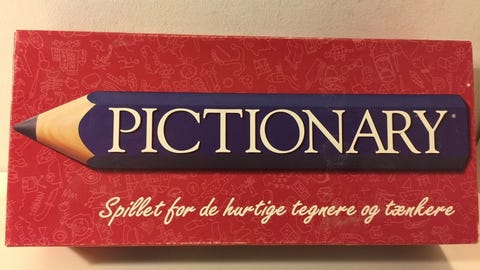 PICTIONARY®
Spillet for de hurtige tegnere og tænkere